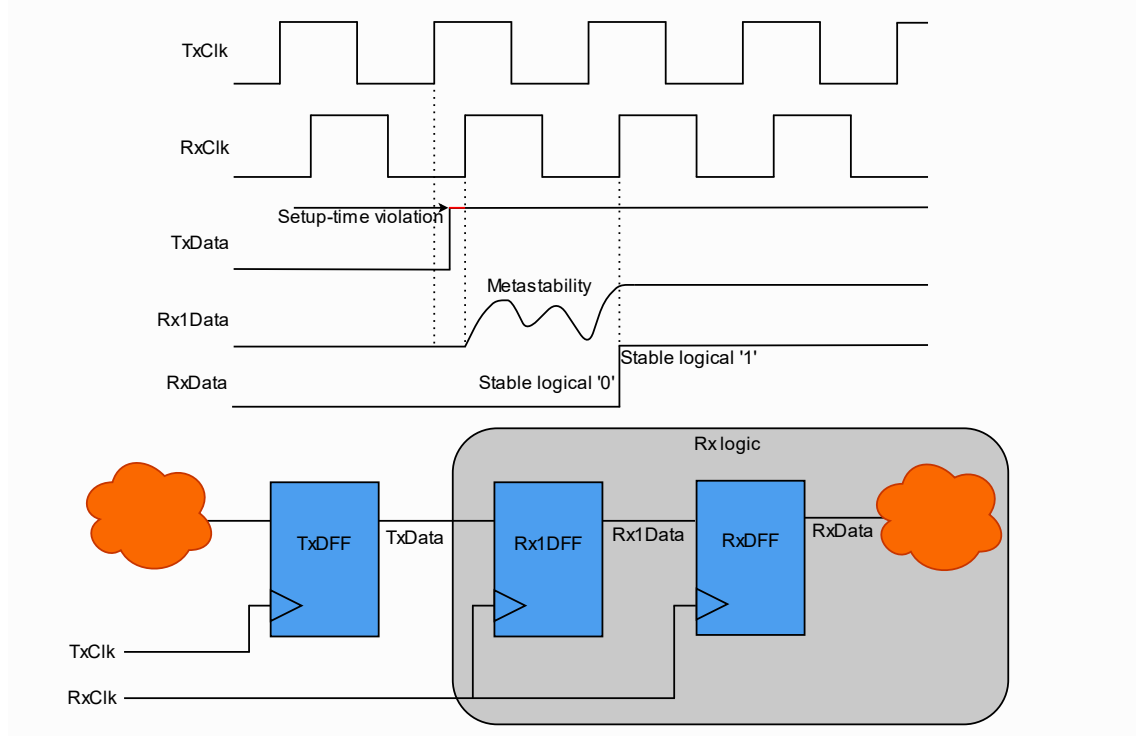 TxClk
RxClk
Setup-time violation
TxData
Metastability
Rx1Data
Stable logical '1'
RxData
Stable logical '0'
Rx logic
TxDFF
TxData
Rx1DFF
Rx1Data
RxDFF
RxData
TxClk
RxClk